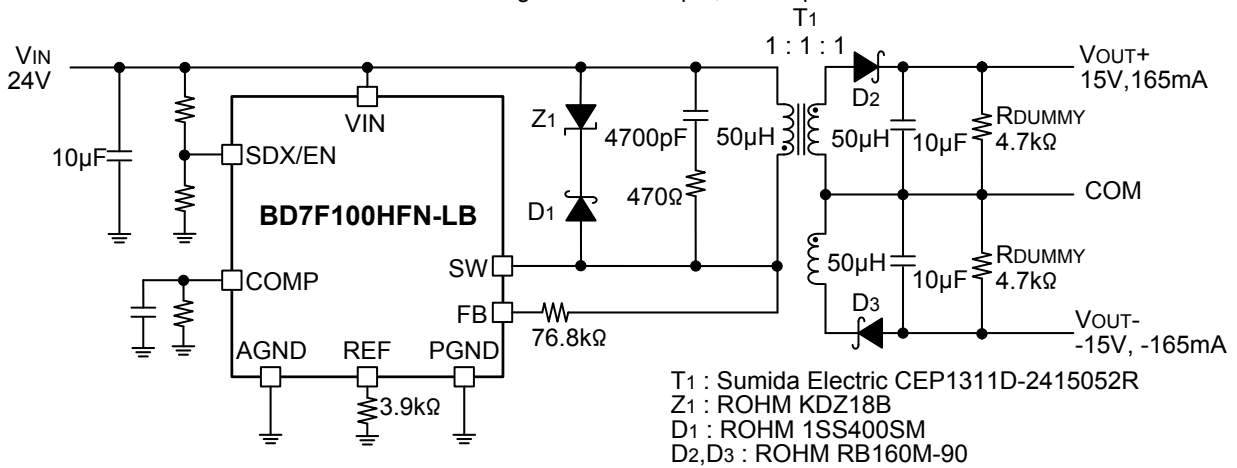 T1
1 : 1 : 1
VIN
24V
VOUT+
15V,165mA
D2
VIN
Z1
4700pF
50μH
50μH
10μF
RDUMMY
4.7kΩ
10μF
SDX/EN
470Ω
COM
D1
BD7F100HFN-LB
SW
50μH
10μF
RDUMMY
4.7kΩ
COMP
D3
FB
76.8kΩ
VOUT-
-15V, -165mA
AGND
REF
PGND
3.9kΩ
T1 : Sumida Electric CEP1311D-2415052R
Z1 : ROHM KDZ18B
D1 : ROHM 1SS400SM
D2,D3 : ROHM RB160M-90